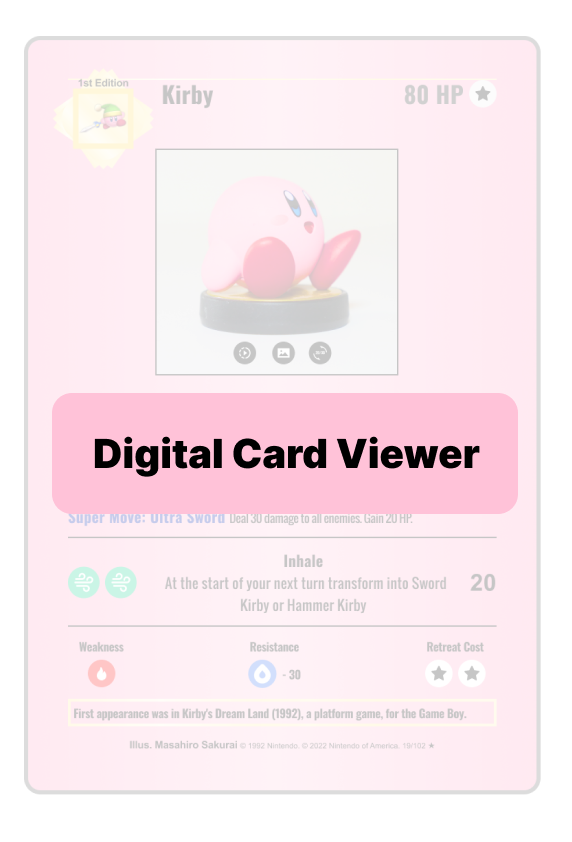 1st Edition
Kirby
80 HP
Digital Card Viewer
Super Move: Ultra Sword Deal 30 damage to all enemies. Gain 20 HP.
Inhale
At the start of your next turn transform into Sword
Kirby or Hammer Kirby
20
Weakness
Resistance
Retreat Cost
- 30
First appearance was in Kirby's Dream Land (1992), a platform game, for the Game Boy.
Illus. Masahiro Sakurai © 1992 Nintendo. © 2022 Nintendo of America. 19/102 ★